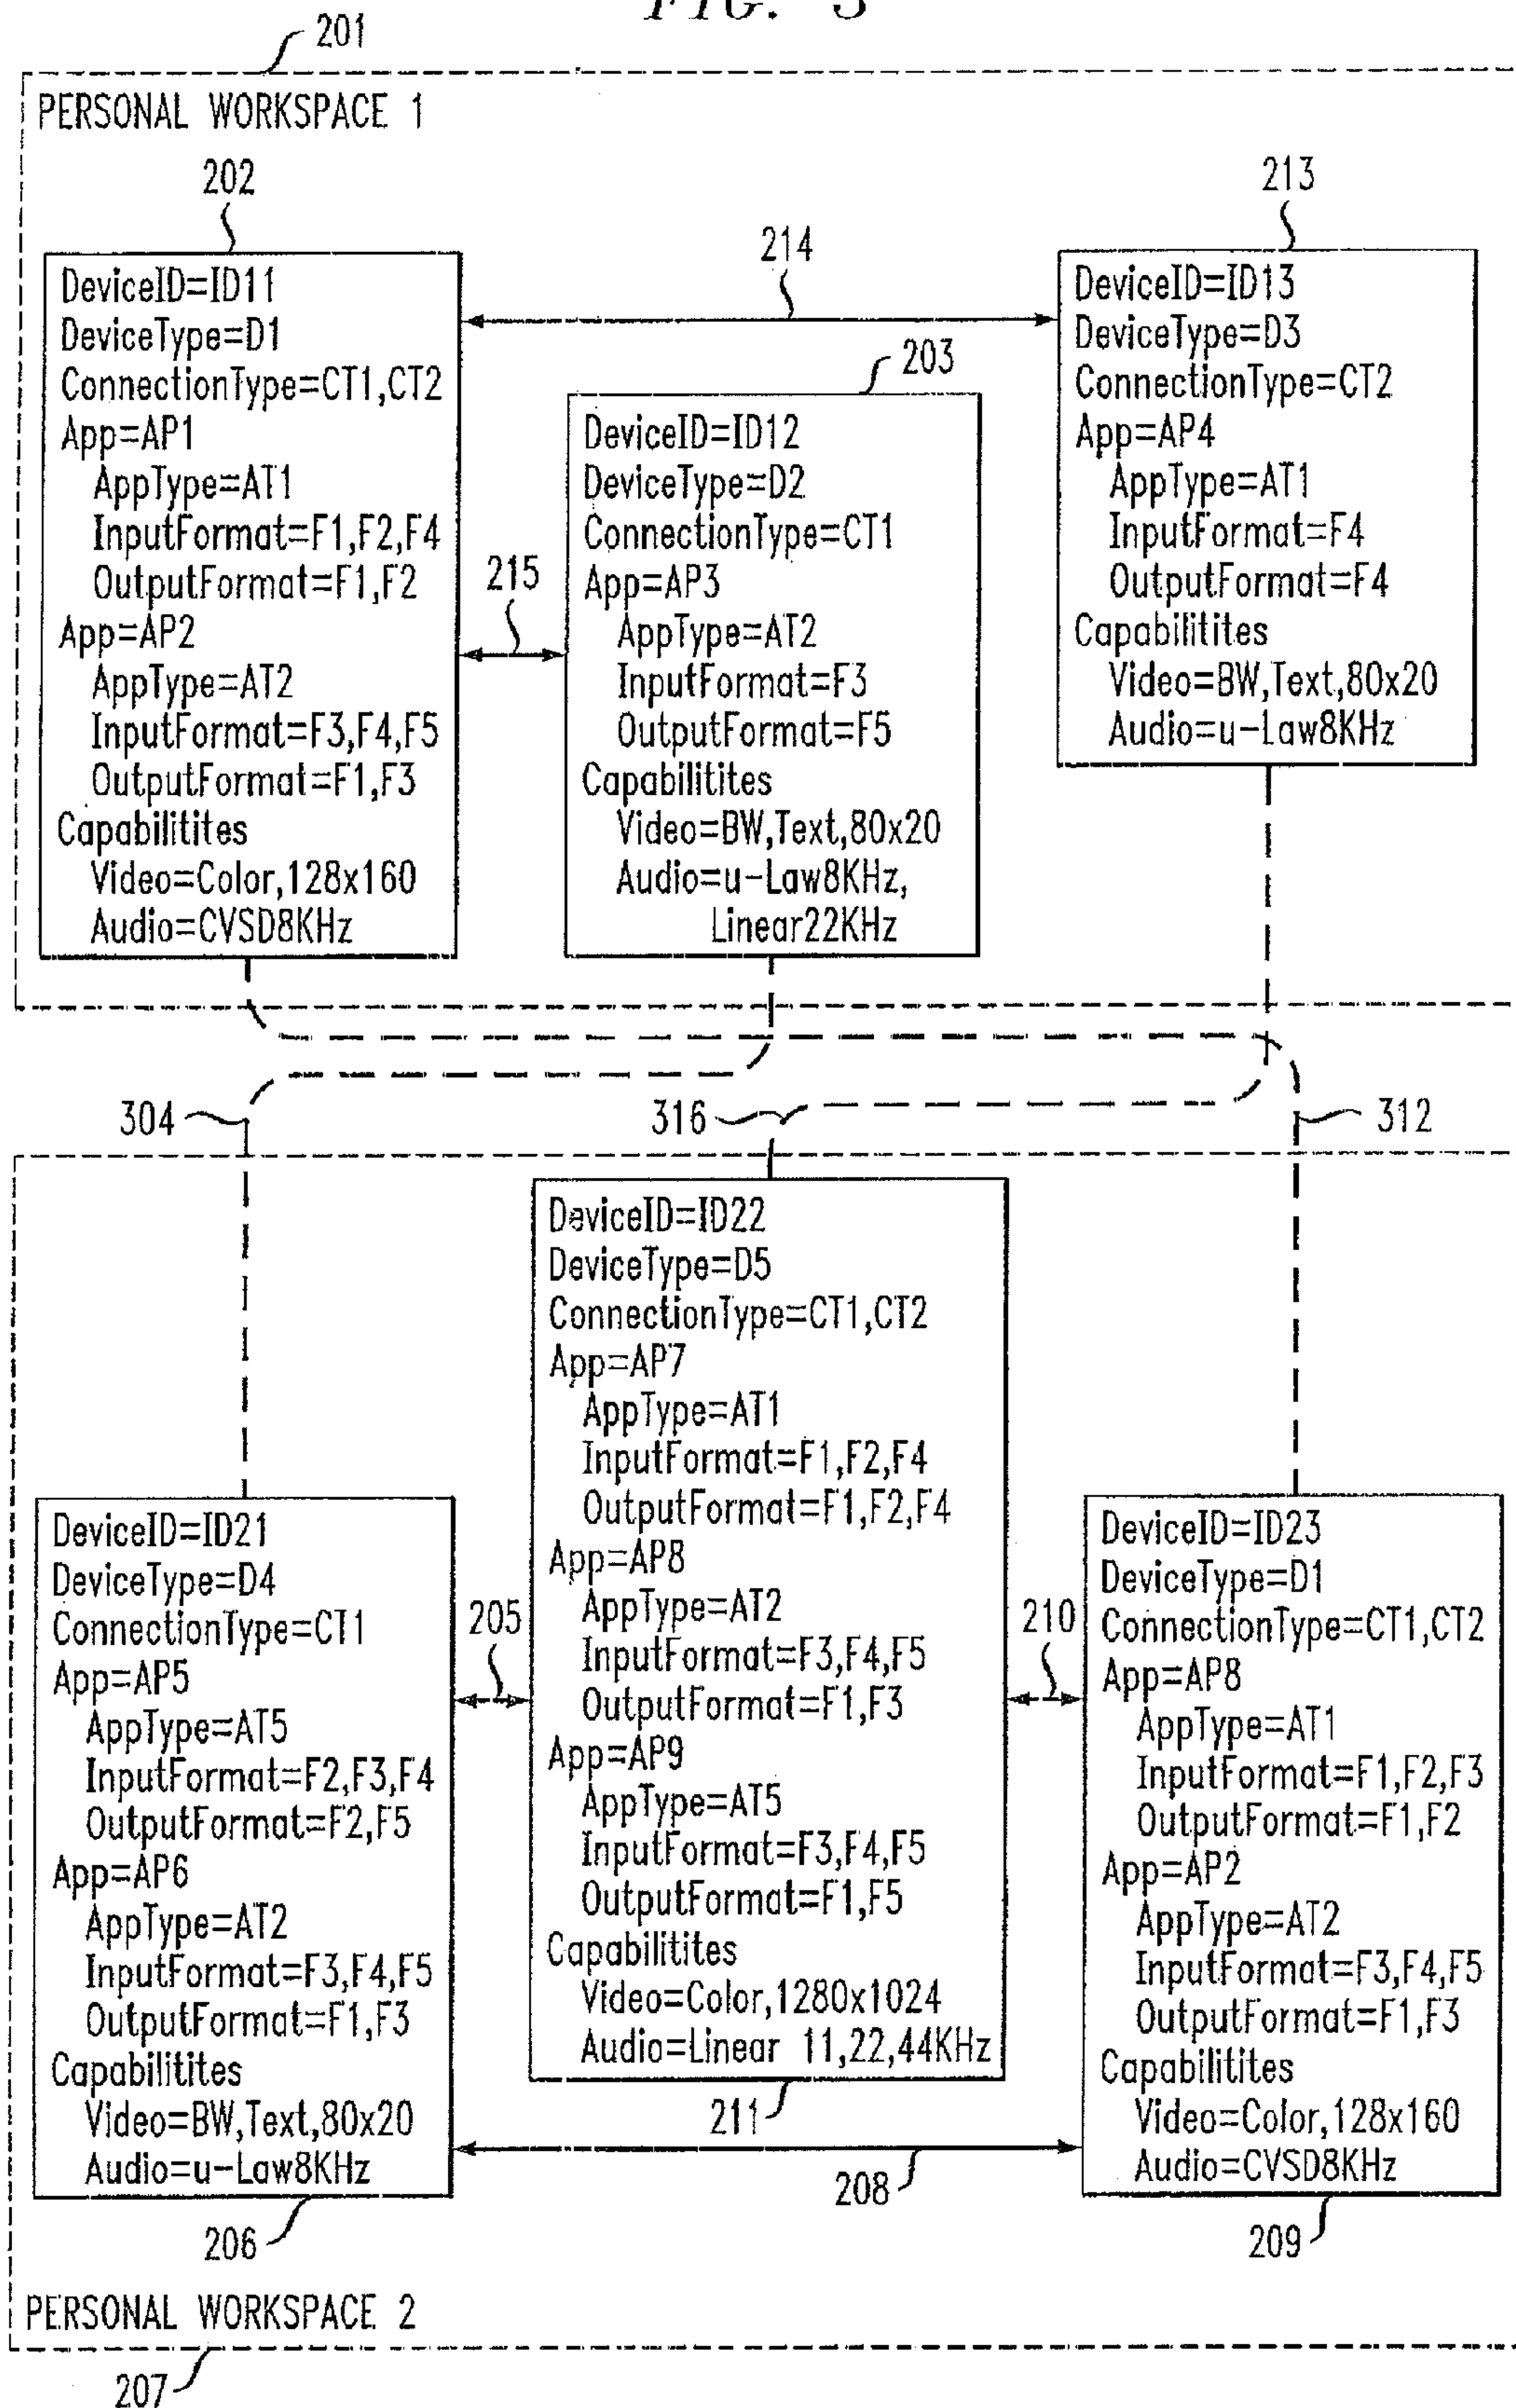 FIG. 3
201
PERSONAL WORKSPACE 1
202
DeviceID=ID11
DeviceType=D1
ConnectionType=CT1,CT2
App=AP1
AppType=AT1
InputFormat=F1,F2,F4
OutputFormat=F1,F2
App=AP2
AppType=AT2
InputFormat=F3,F4,F5
OutputFormat=F1,F3
Capabilitites
Video=Color,128x160
Audio=CVSD8KHz
214
215
203
DeviceID=ID12
DeviceType=D2
ConnectionType=CT1
App=AP3
AppType=AT2
InputFormat=F3
OutputFormat=F5
Capabilitites
Video=BW,Text,80x20
Audio=u-Law8KHz,
Linear22KHz
213
DeviceID=ID13
DeviceType=D3
ConnectionType=CT2
App=AP4
AppType=AT1
InputFormat=F4
OutputFormat=F4
Capabilitites
Video=BW,Text,80x20
Audio=u-Law8KHz
304
316
312
DeviceID=ID21
DeviceType=D4
ConnectionType=CT1
App=AP5
AppType=AT5
InputFormat=F2,F3,F4
OutputFormat=F2,F5
App=AP6
AppType=AT2
InputFormat=F3,F4,F5
OutputFormat=F1,F3
Capabilitites
Video=BW,Text,80x20
Audio=u-Law8KHz
206
205
DeviceID=ID22
DeviceType=D5
ConnectionType=CT1,CT2
App=AP7
AppType=AT1
InputFormat=F1,F2,F4
OutputFormat=F1,F2,F4
App=AP8
AppType=AT2
InputFormat=F3,F4,F5
OutputFormat=F1,F3
App=AP9
AppType=AT5
InputFormat=F3,F4,F5
OutputFormat=F1,F5
Capabilitites
Video=Color,1280x1024
Audio=Linear 11,22,44KHz
211
210
208
DeviceID=ID23
DeviceType=D1
ConnectionType=CT1,CT2
App=AP8
AppType=AT1
InputFormat=F1,F2,F3
OutputFormat=F1,F2
App=AP2
AppType=AT2
InputFormat=F3,F4,F5
OutputFormat=F1,F3
Capabilitites
Video=Color,128x160
Audio=CVSD8KHz
209
PERSONAL WORKSPACE 2
207